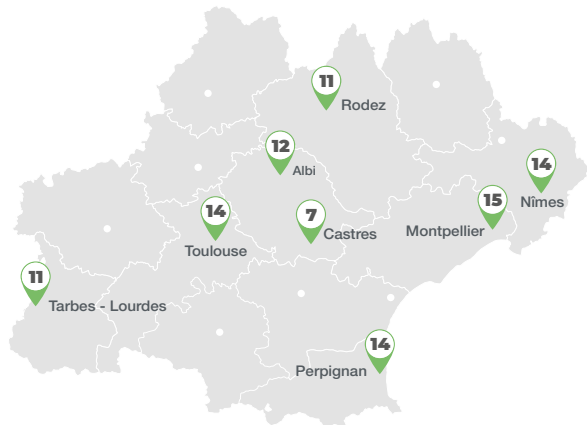 11
Rodez
12
Albi
14
Nîmes
15
Montpellier
14
Toulouse
7
Castres
11
Tarbes - Lourdes
14
Perpignan